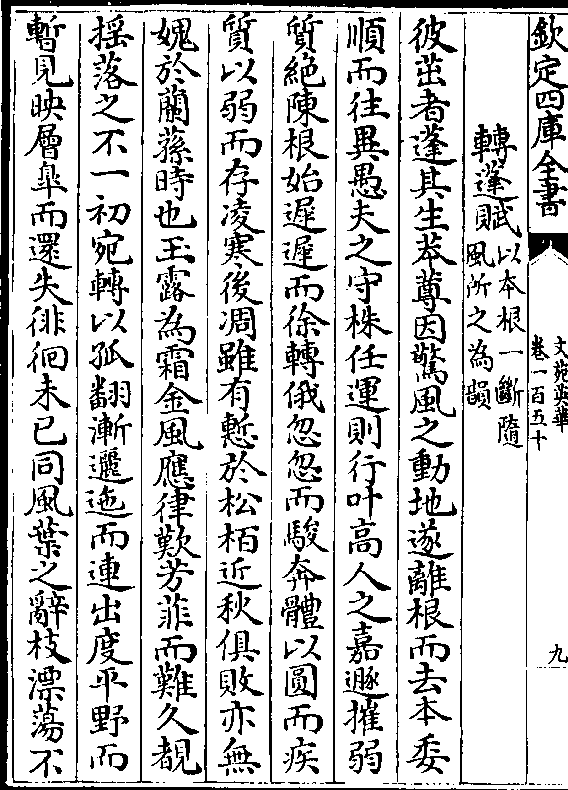 欽定四庫全書
文苑英華
卷一百五十
九
轉蓬賦以本根一斷隨
風所之為韻
彼茁者蓬其生苯䔿因驚風之動地遂離根而去本委
順而往異愚夫之守株任運則行叶高人之嘉遯摧弱
質絶陳根始遲遲而徐轉俄忽忽而駿奔體以圓而疾
質以弱而存凌寒後凋雖有慙於松栢近秋俱敗亦無
媿於蘭蓀時也玉露為霜金風應律歎芳菲而難久覩
揺落之不一初宛轉以孤翻漸邐迤而連出度平野而
暫見映層臯而還失徘徊未已同風葉之辭枝漂蕩不